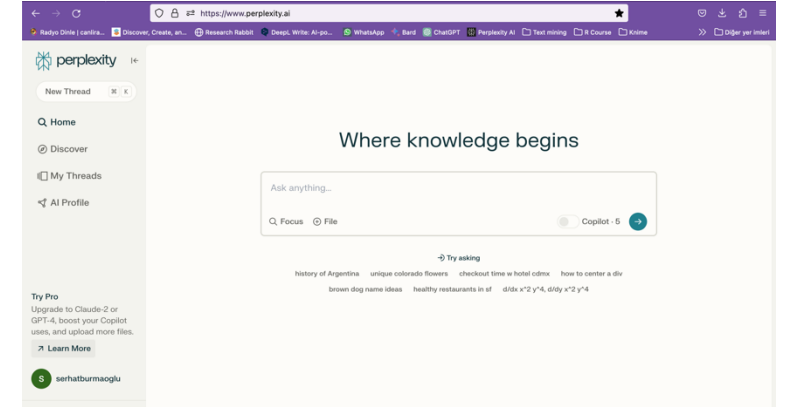 https://www.perplexity.ai
Radyo Dinle | canlıra... Discover, Create, an... Research Rabbit DeepL Write: AI-po... WhatsApp Bard ChatGPT Perplexity AI Text mining R Course Knime Diğer yer imleri
perplexity
New Thread ⌘ K
Home
Discover
My Threads
AI Profile
Where knowledge begins
Ask anything...
Focus File Copilot · 5
Try asking
history of Argentina unique colorado flowers checkout time w hotel cdmx how to center a div
brown dog name ideas healthy restaurants in sf d/dx x^2 y^4, d/dy x^2 y^4
Try Pro
Upgrade to Claude-2 or
GPT-4, boost your Copilot
uses, and upload more files.
Learn More
S serhatburmaoglu